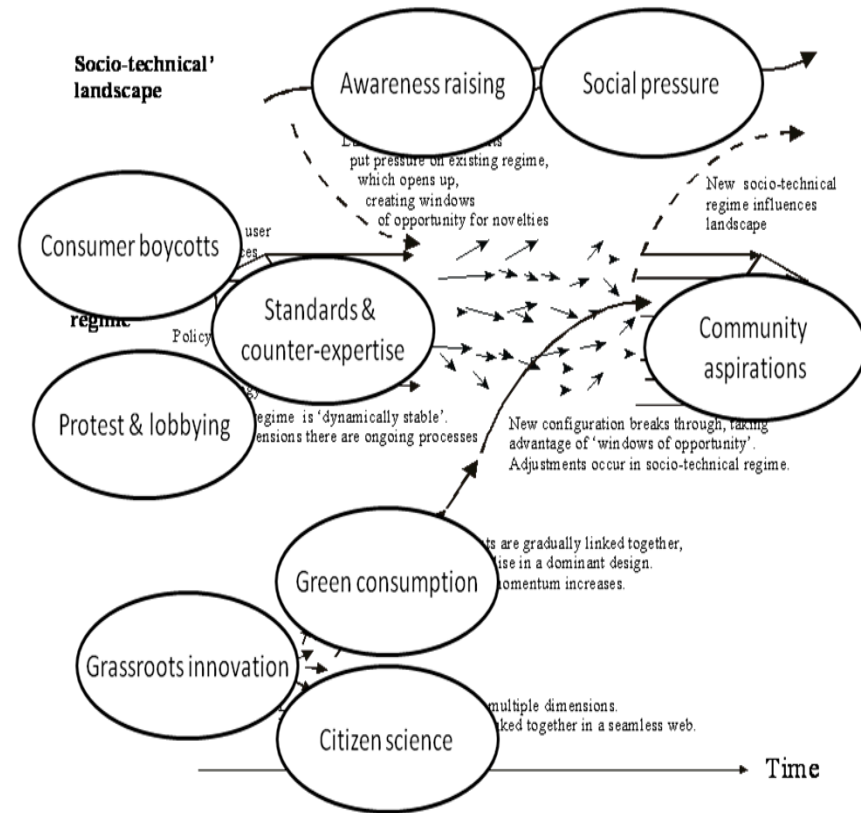 Socio-technical’
landscape
Awareness raising
Social pressure
put pressure on existing regime,
which opens up,
creating windows
of opportunity for novelties
New socio-technical
regime influences
landscape
Consumer boycotts
user
Standards &
counter-expertise
regime
Policy
Community
aspirations
Protest & lobbying
regime is ‘dynamically stable’.
ensions there are ongoing processes
New configuration breaks through, taking
advantage of ‘windows of opportunity’.
Adjustments occur in socio-technical regime.
Green consumption
ts are gradually linked together,
lise in a dominant design.
momentum increases.
Grassroots innovation
Citizen science
multiple dimensions.
ked together in a seamless web.
Time